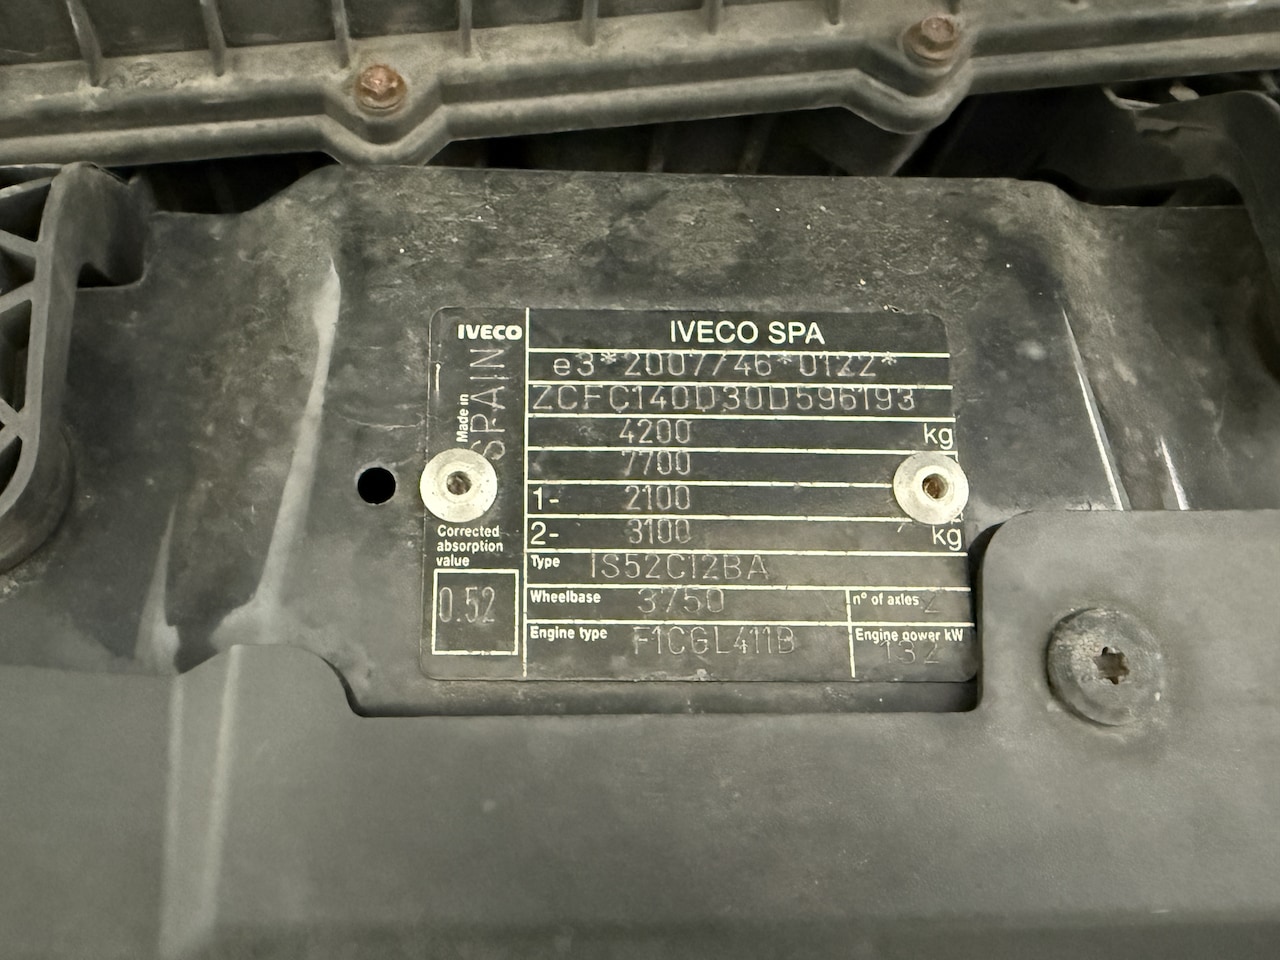 IVECO
IVECO SPA
Made in
SPAIN
e3*2007/46*0122*
ZCFC140D30D596193
4200 kg
7700
1- 2100
2- 3100 kg
Corrected
absorption
value
0.52
Type IS52C12BA
Wheelbase 3750 n° of axles 2
Engine type F1CGL411B Engine power kW
132